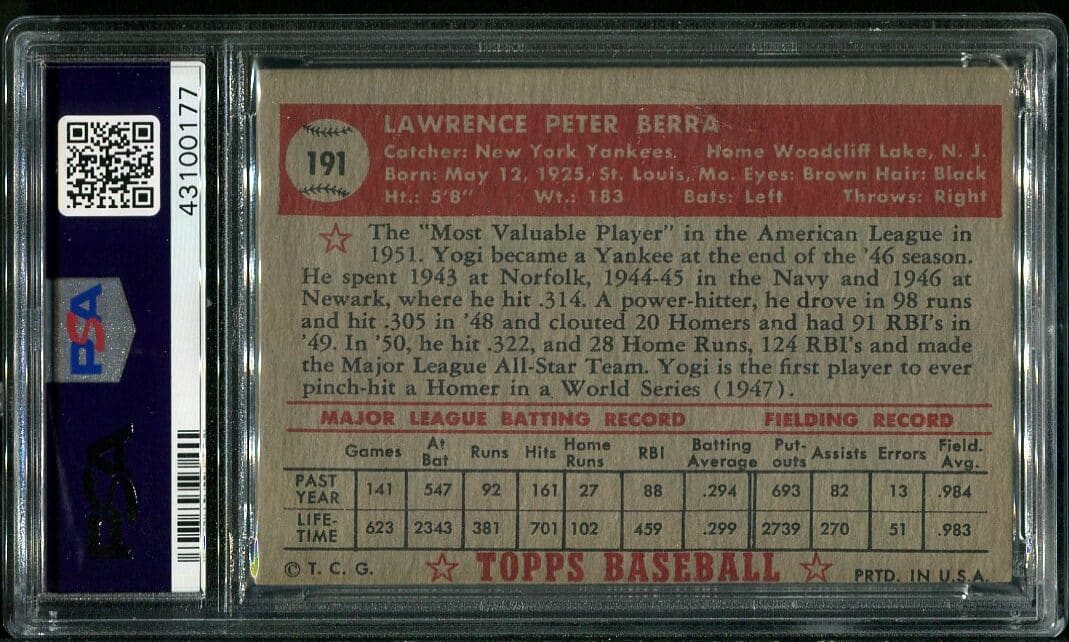 43100177
PSA
PSA
191
LAWRENCE PETER BERRA
Catcher: New York Yankees. Home Woodcliff Lake, N. J.
Born: May 12, 1925, St. Louis, Mo. Eyes: Brown Hair: Black
Ht.: 5'8" Wt.: 183 Bats: Left Throws: Right
The "Most Valuable Player" in the American League in
1951. Yogi became a Yankee at the end of the '46 season.
He spent 1943 at Norfolk, 1944-45 in the Navy and 1946 at
Newark, where he hit .314. A power-hitter, he drove in 98 runs
and hit .305 in '48 and clouted 20 Homers and had 91 RBI's in
'49. In '50, he hit .322, and 28 Home Runs, 124 RBI's and made
the Major League All-Star Team. Yogi is the first player to ever
pinch-hit a Homer in a World Series (1947).
MAJOR LEAGUE BATTING RECORD FIELDING RECORD
Games At Bat Runs Hits Home Runs RBI Batting Average Put-outs Assists Errors Field. Avg.
PAST YEAR 141 547 92 161 27 88 .294 693 82 13 .984
LIFE-TIME 623 2343 381 701 102 459 .299 2739 270 51 .983
© T. C. G. TOPPS BASEBALL PRTD. IN U.S.A.